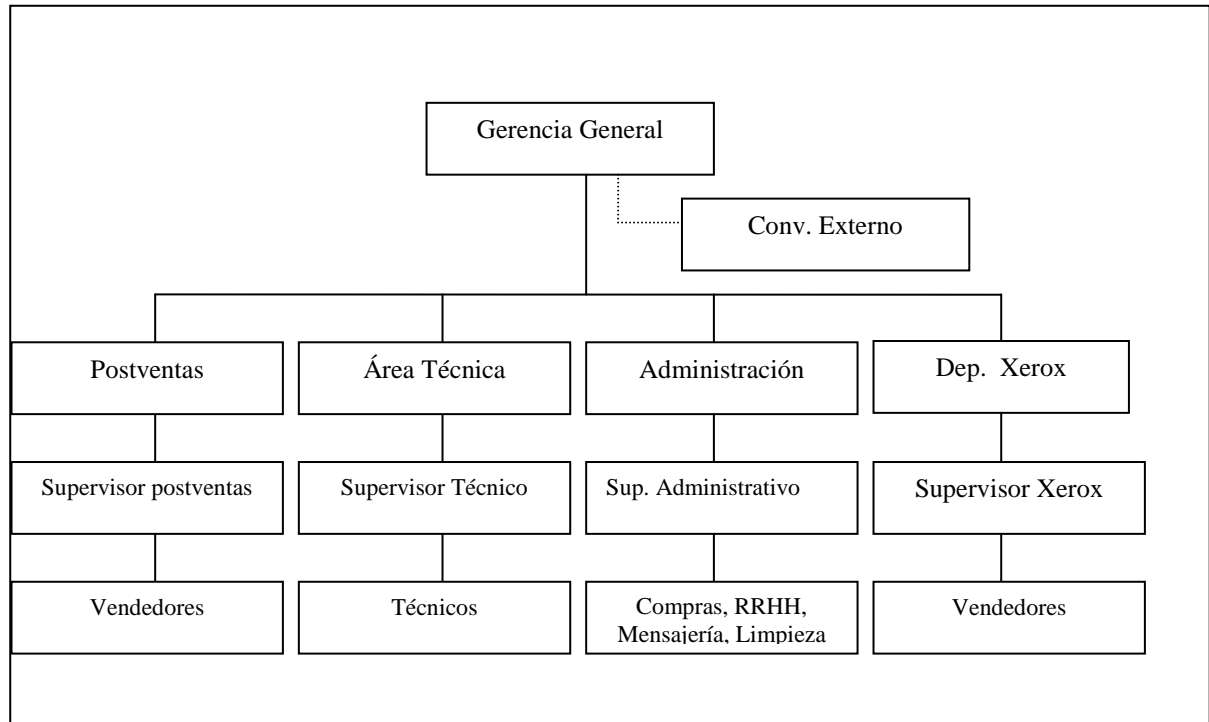 Gerencia General
Conv. Externo
Postventas
Área Técnica
Administración
Dep. Xerox
Supervisor postventas
Supervisor Técnico
Sup. Administrativo
Supervisor Xerox
Vendedores
Técnicos
Compras, RRHH,
Mensajería, Limpieza
Vendedores